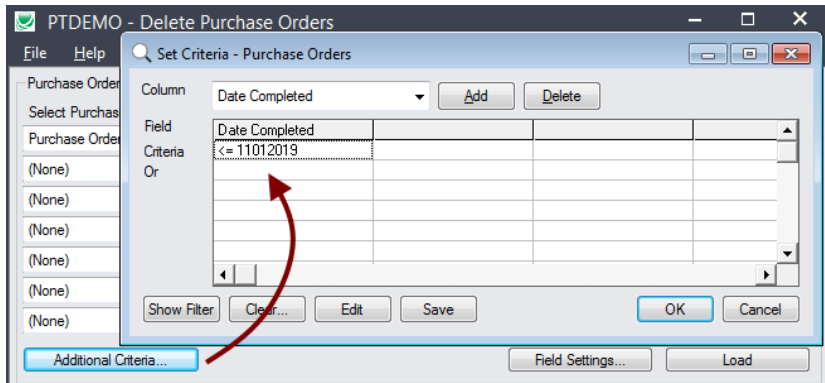 PTDEMO - Delete Purchase Orders
File Help
Set Criteria - Purchase Orders
Purchase Order
Select Purchas
Purchase Order
(None)
(None)
(None)
(None)
(None)
(None)
Column
Date Completed
Add
Delete
Field
Date Completed
Criteria
<= 11012019
Or
Show Filter
Clear...
Edit
Save
OK
Cancel
Additional Criteria...
Field Settings...
Load